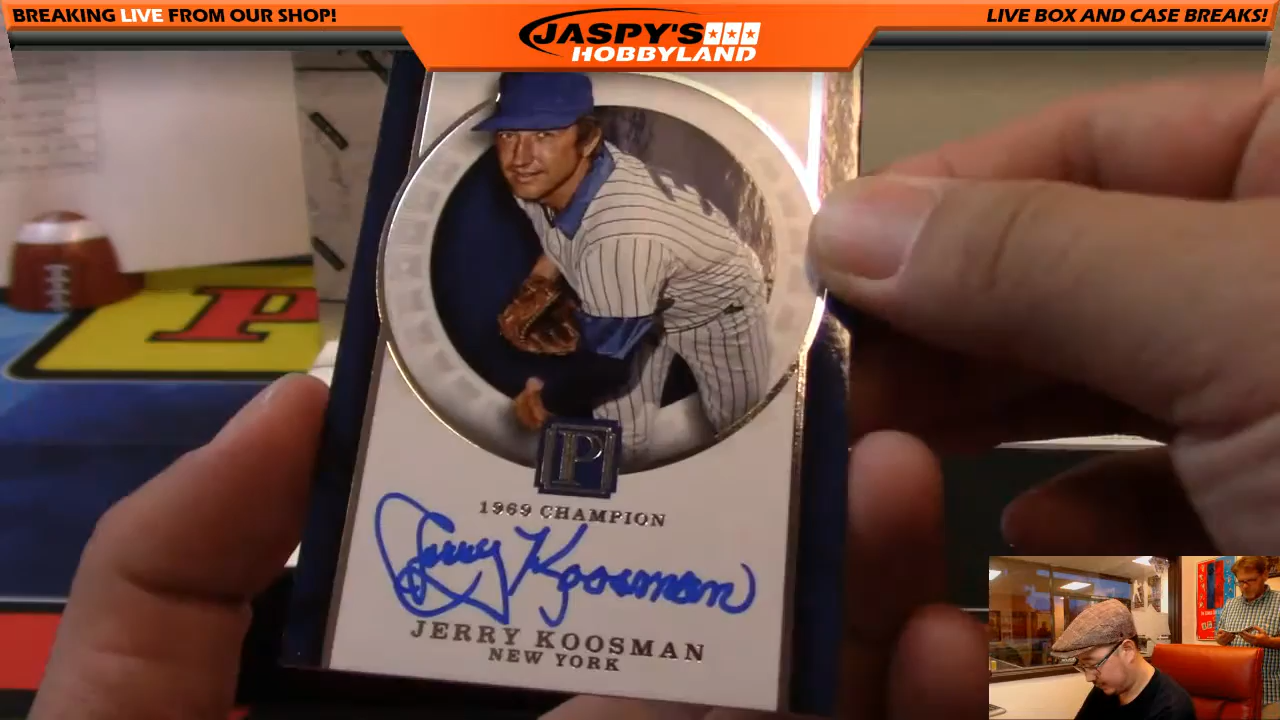 BREAKING LIVE FROM OUR SHOP!
JASPY'S
HOBBYLAND
LIVE BOX AND CASE BREAKS!
P
P
1969 CHAMPION
Jerry Koosman
JERRY KOOSMAN
NEW YORK